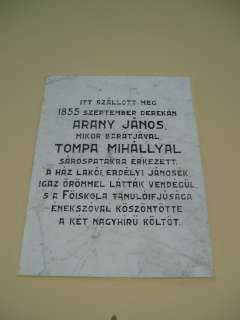 ITT SZÁLLOTT MEG
1855 SZEPTEMBER DEREKÁN
ARANY JÁNOS,
MIKOR BARÁTJÁVAL,
TOMPA MIHÁLLYAL
SÁROSPATAKRA ÉRKEZETT.
A HÁZ LAKÓI, ERDÉLYI JÁNOSÉK
IGAZ ÖRÖMMEL LÁTTÁK VENDÉGÜL,
S A FŐISKOLA TANULÓIFJÚSÁGA
ÉNEKSZÓVAL KÖSZÖNTÖTTE
A KÉT NAGYHÍRŰ KÖLTŐT.